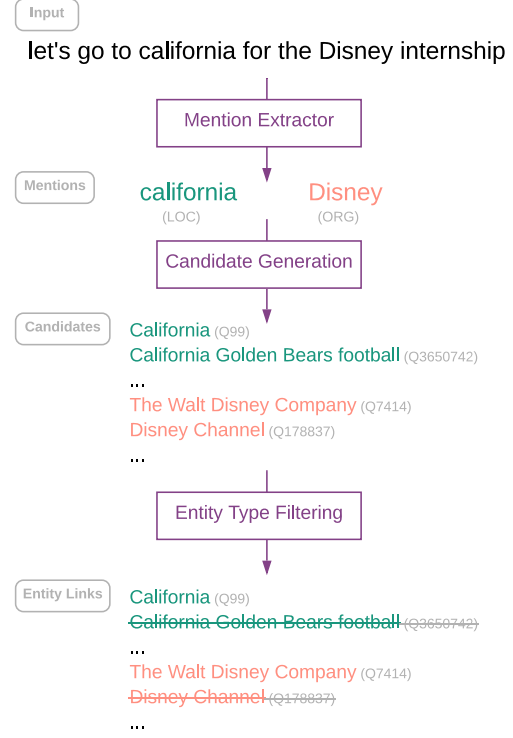 Input
let's go to california for the Disney internship
Mention Extractor
Mentions
california Disney
(LOC) (ORG)
Candidate Generation
Candidates
California (Q99)
California Golden Bears football (Q3650742)
...
The Walt Disney Company (Q7414)
Disney Channel (Q178837)
...
Entity Type Filtering
Entity Links
California (Q99)
California Golden Bears football (Q3650742)
...
The Walt Disney Company (Q7414)
Disney Channel (Q178837)
...